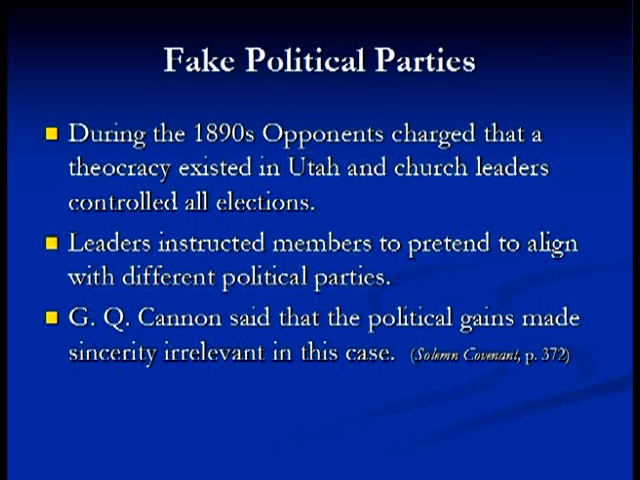 Fake Political Parties
During the 1890s Opponents charged that a
theocracy existed in Utah and church leaders
controlled all elections.
Leaders instructed members to pretend to align
with different political parties.
G. Q. Cannon said that the political gains made
sincerity irrelevant in this case. (Solemn Covenant, p. 372)